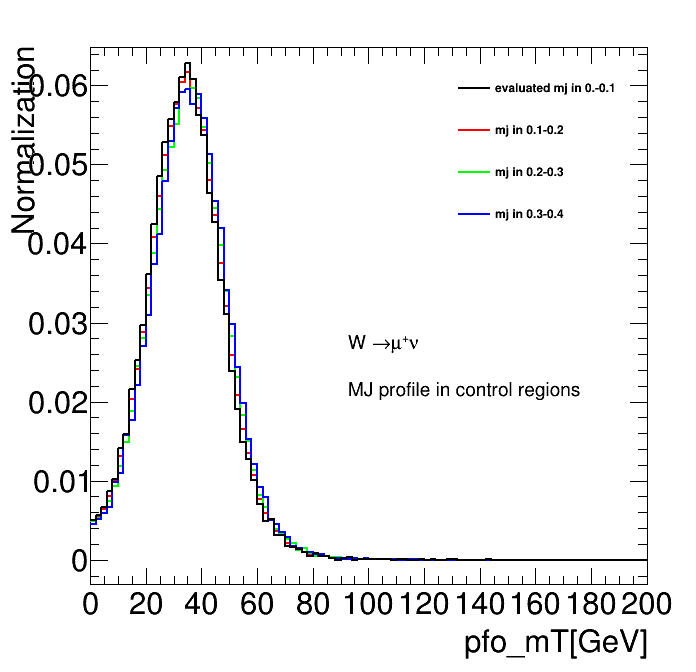 Normalization
0.06
0.05
0.04
0.03
0.02
0.01
0
evaluated mj in 0.-0.1
mj in 0.1-0.2
mj in 0.2-0.3
mj in 0.3-0.4
W →μ⁺ν
MJ profile in control regions
0 20 40 60 80 100 120 140 160 180 200
pfo_mT[GeV]